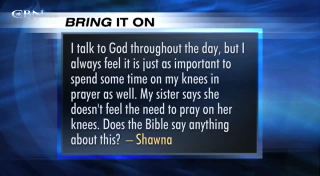 CBN
BRING IT ON
I talk to God throughout the day, but I
always feel it is just as important to
spend some time on my knees in
prayer as well. My sister says she
doesn't feel the need to pray on her
knees. Does the Bible say anything
about this? – Shawna